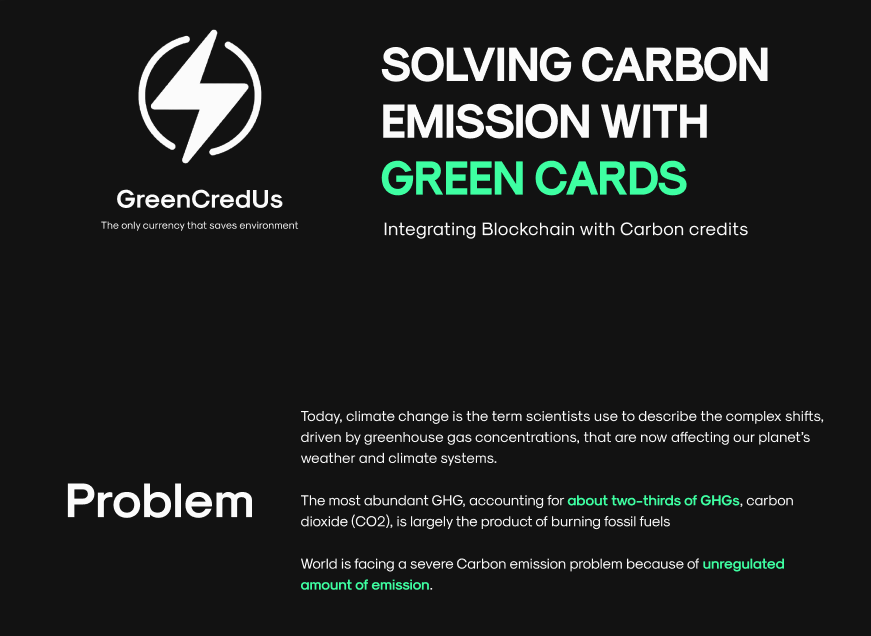 GreenCredUs
The only currency that saves environment
SOLVING CARBON
EMISSION WITH
GREEN CARDS
Integrating Blockchain with Carbon credits
Problem
Today, climate change is the term scientists use to describe the complex shifts,
driven by greenhouse gas concentrations, that are now affecting our planet's
weather and climate systems.
The most abundant GHG, accounting for about two-thirds of GHGs, carbon
dioxide (CO2), is largely the product of burning fossil fuels
World is facing a severe Carbon emission problem because of unregulated
amount of emission.